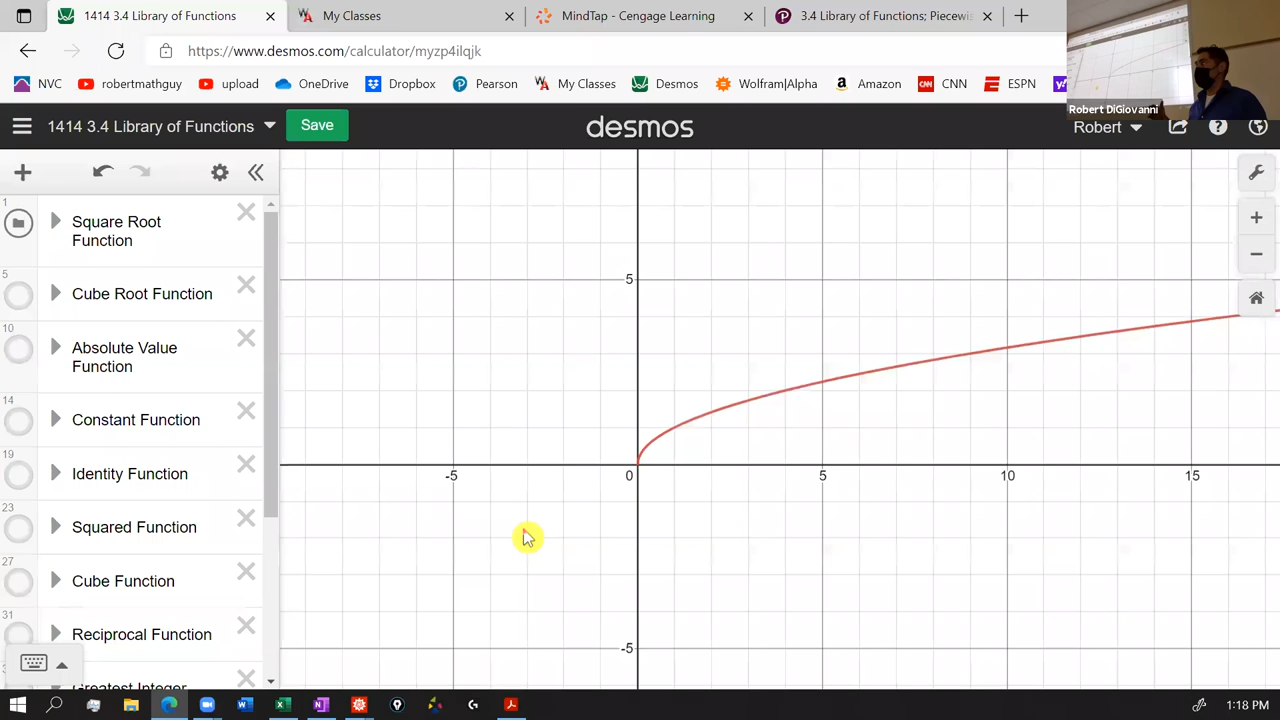 1414 3.4 Library of Functions
My Classes
MindTap - Cengage Learning
3.4 Library of Functions; Piecewis
https://www.desmos.com/calculator/myzp4ilqjk
NVC
robertmathguy
upload
OneDrive
Dropbox
Pearson
My Classes
Desmos
Wolfram|Alpha
Amazon
CNN
ESPN
Robert DiGiovanni
1414 3.4 Library of Functions
Save
desmos
Robert
1
Square Root
Function
5
Cube Root Function
10
Absolute Value
Function
14
Constant Function
19
Identity Function
23
Squared Function
27
Cube Function
31
Reciprocal Function
Greatest Integer
5
-5
0
5
10
15
-5
1:18 PM